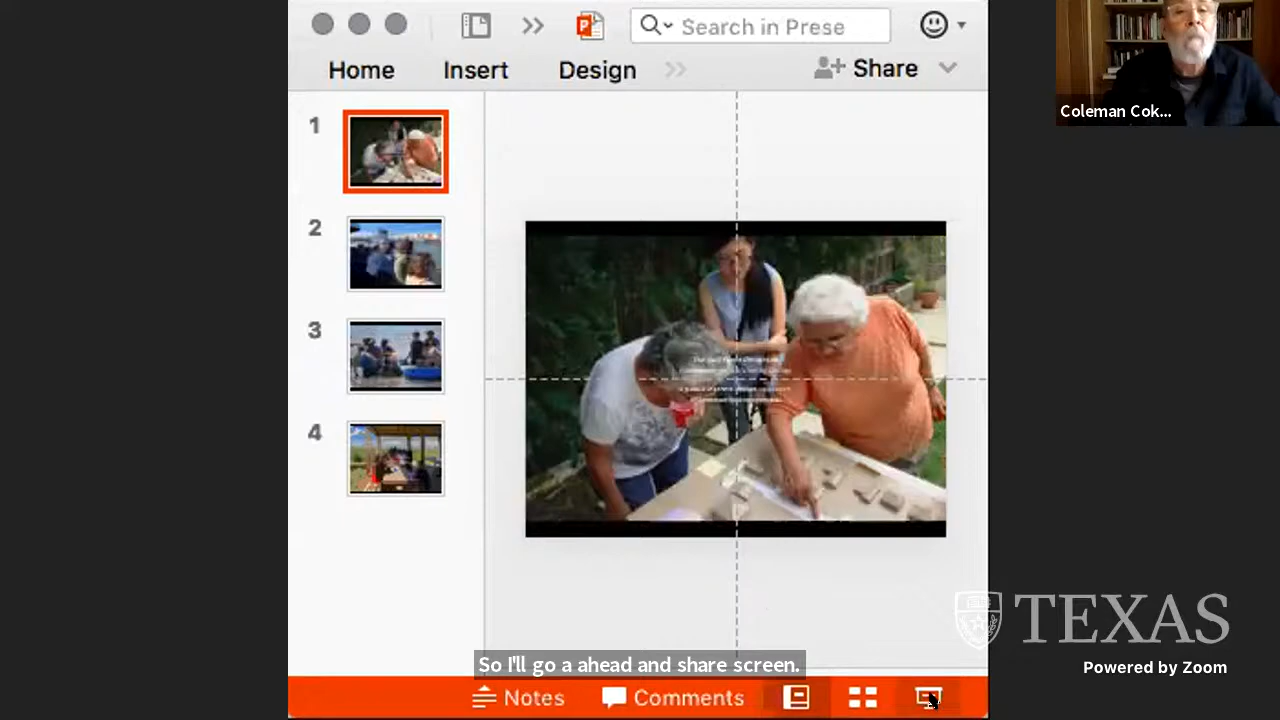 Search in Prese
Home
Insert
Design
Share
Coleman Cok...
1
2
3
4
TEXAS
Powered by Zoom
So I'll go a ahead and share screen.
Notes
Comments